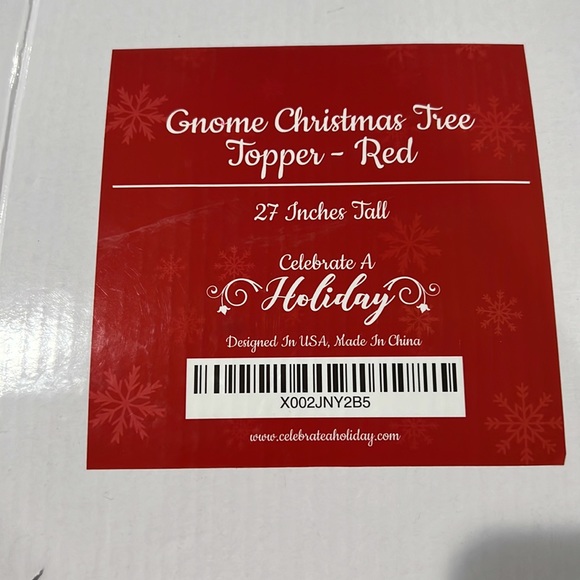 Gnome Christmas Tree
Topper - Red
27 Inches Tall
Celebrate A
Holiday
Designed In USA, Made In China
X002JNY2B5
www.celebrateaholiday.com